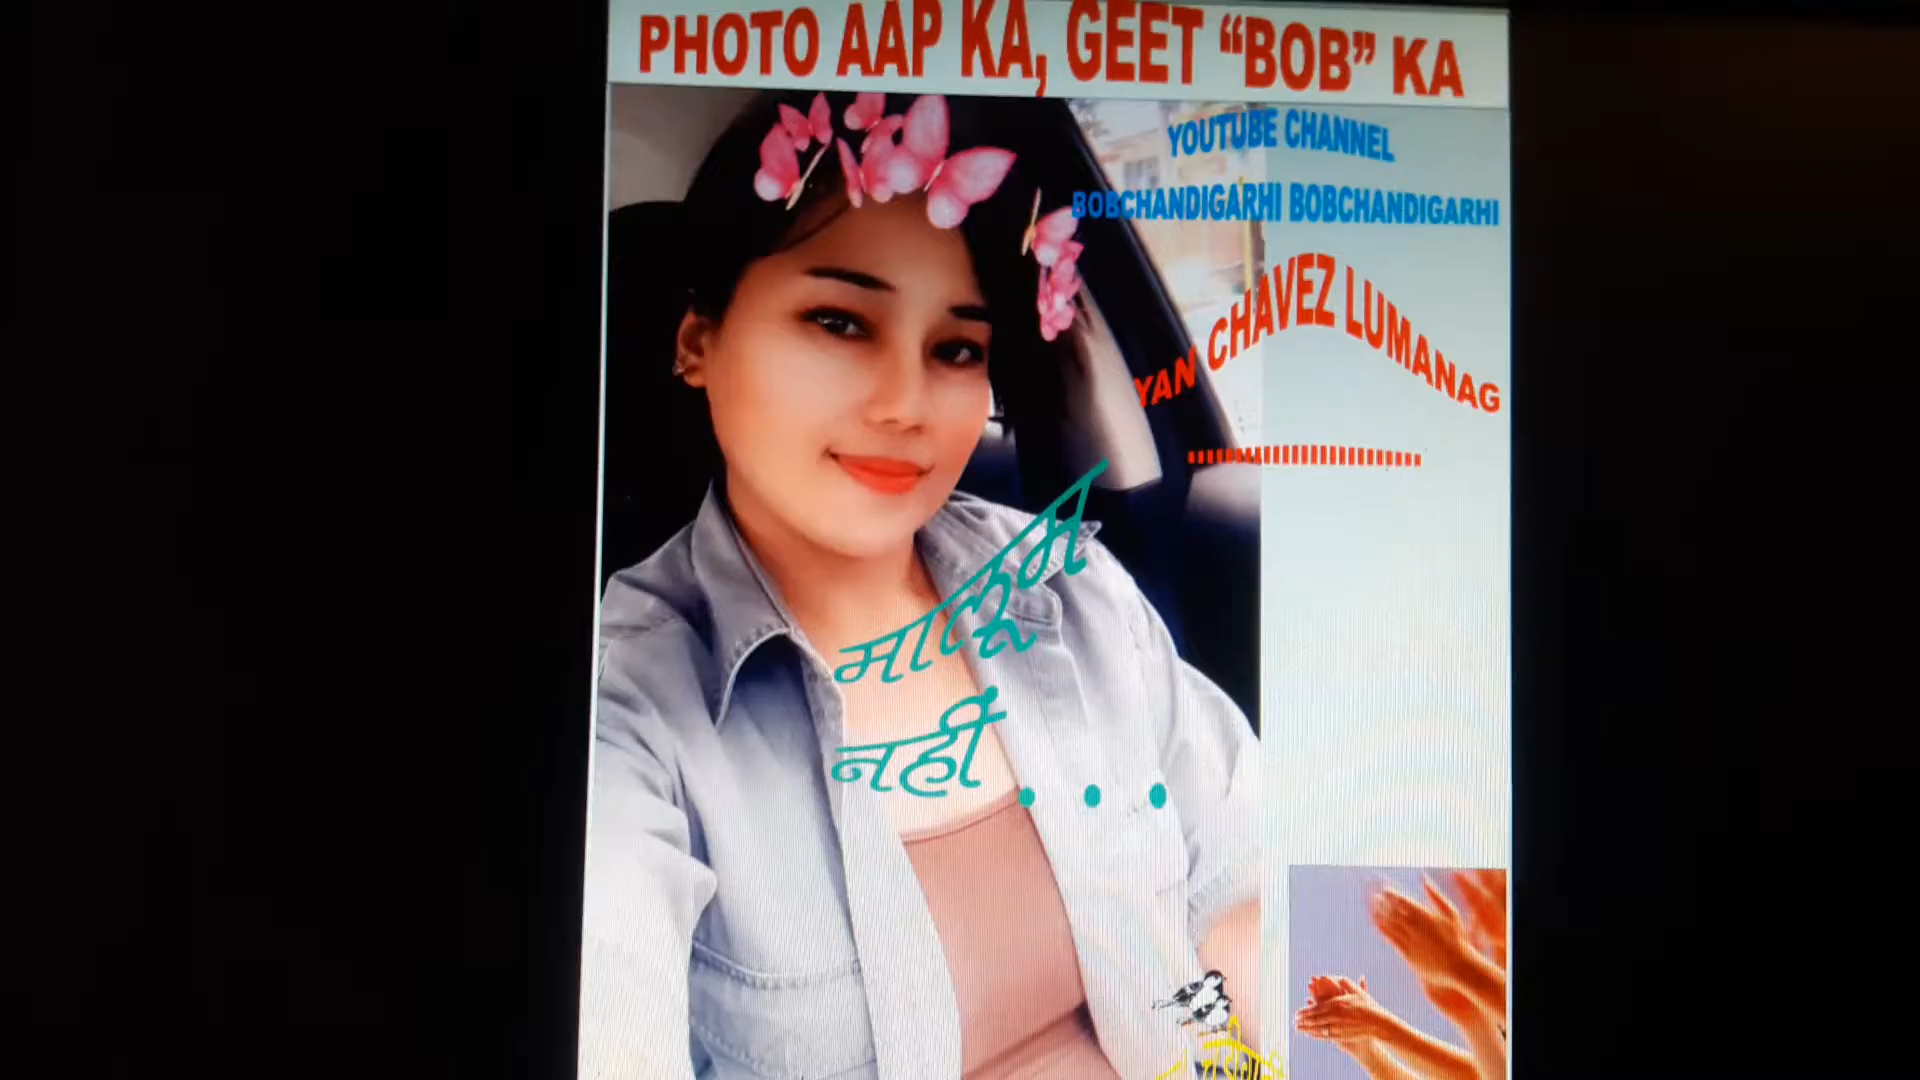 PHOTO AAP KA, GEET “BOB” KA
YOUTUBE CHANNEL
BOBCHANDIGARHI BOBCHANDIGARHI
YAN CHAVEZ LUMANAG
मालूम
नहीं...